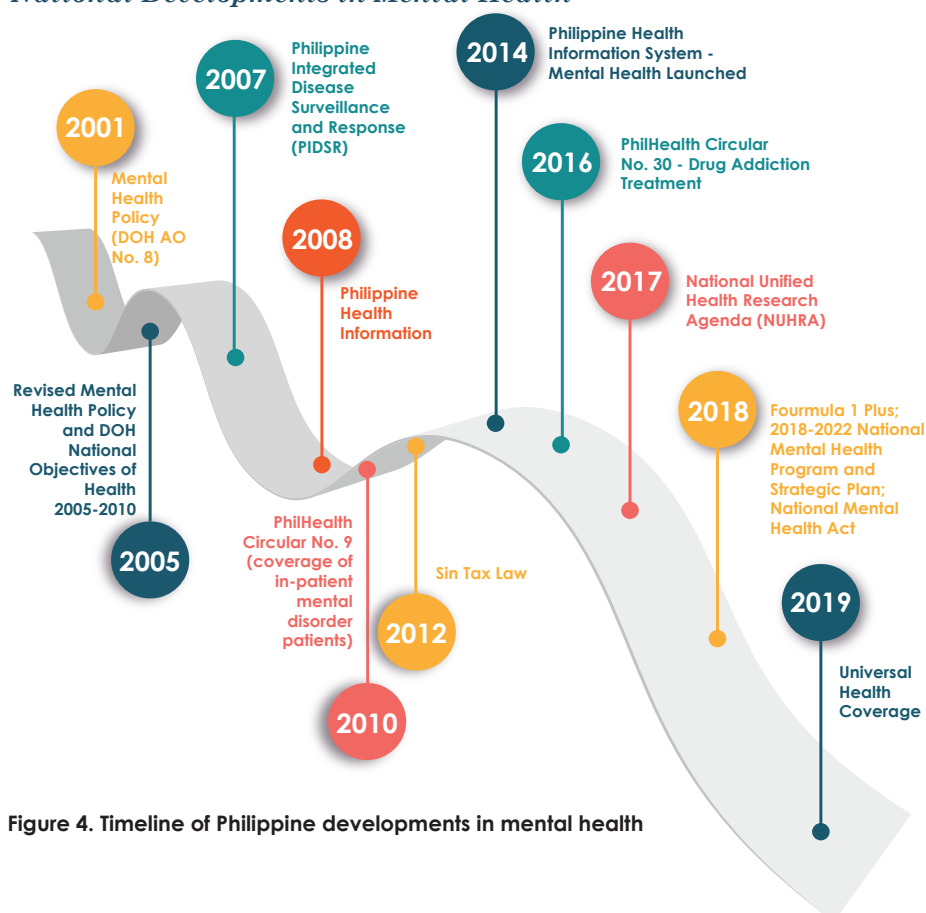 National Developments in Mental Health
2001
Mental
Health
Policy
(DOH AO
No. 8)
Revised Mental
Health Policy
and DOH
National
Objectives of
Health
2005-2010
2005
2007
Philippine
Integrated
Disease
Surveillance
and Response
(PIDSR)
2008
Philippine
Health
Information
PhilHealth
Circular No. 9
(coverage of
in-patient
mental
disorder
patients)
2010
Sin Tax Law
2012
2014
Philippine Health
Information System -
Mental Health Launched
2016
PhilHealth Circular
No. 30 - Drug Addiction
Treatment
2017
National Unified
Health Research
Agenda (NUHRA)
2018
Fourmula 1 Plus;
2018-2022 National
Mental Health
Program and
Strategic Plan;
National Mental
Health Act
2019
Universal
Health
Coverage
Figure 4. Timeline of Philippine developments in mental health